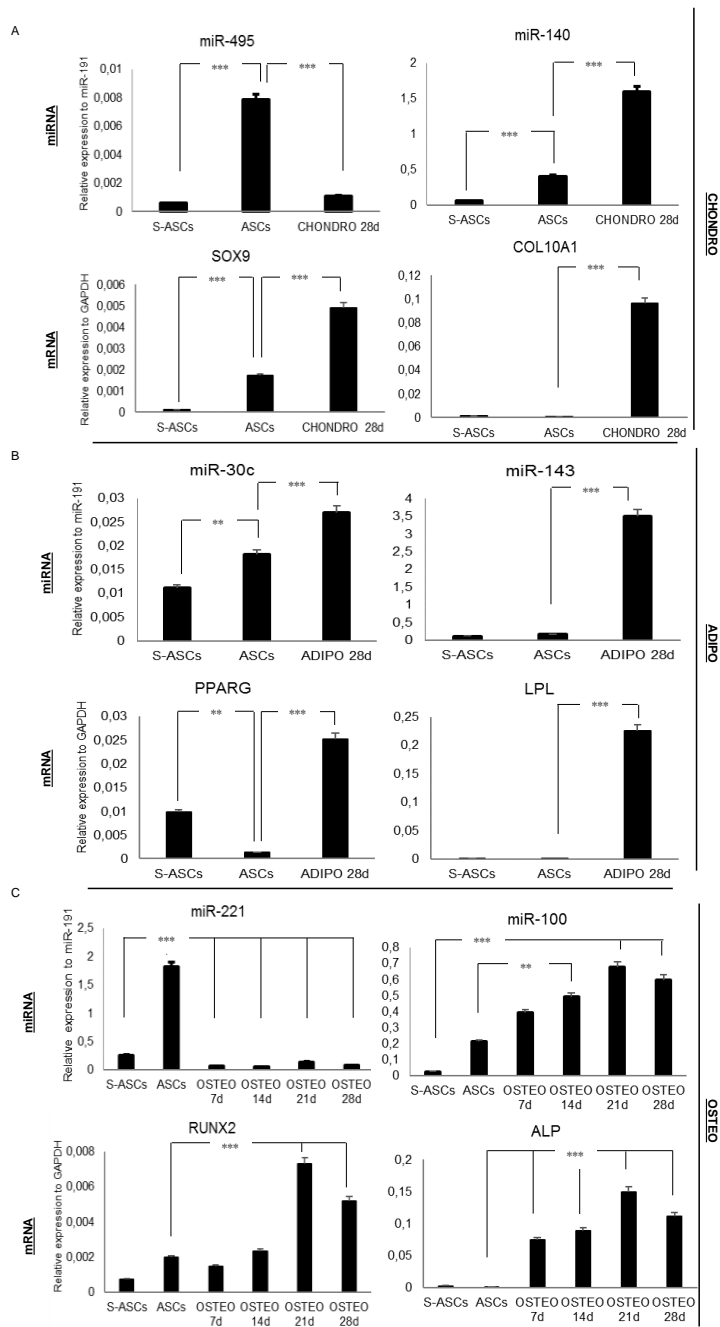 A
miR-495
miRNA
Relative expression to miR-191
0,01
0,008
0,006
0,004
0,002
0
*** ***
S-ASCs ASCs CHONDRO 28d
miR-140
2
1,5
1
0,5
0
***
***
S-ASCs ASCs CHONDRO 28d
CHONDRO
SOX9
mRNA
Relative expression to GAPDH
0,006
0,005
0,004
0,003
0,002
0,001
0
*** ***
S-ASCs ASCs CHONDRO 28d
COL10A1
0,12
0,1
0,08
0,06
0,04
0,02
0
***
S-ASCs ASCs CHONDRO 28d
B
miR-30c
miRNA
Relative expression to miR-191
0,03
0,025
0,02
0,015
0,01
0,005
0
***
**
S-ASCs ASCs ADIPO 28d
miR-143
4
3,5
3
2,5
2
1,5
1
0,5
0
***
S-ASCs ASCs ADIPO 28d
ADIPO
PPARG
mRNA
Relative expression to GAPDH
0,03
0,025
0,02
0,015
0,01
0,005
0
** ***
S-ASCs ASCs ADIPO 28d
LPL
0,25
0,2
0,15
0,1
0,05
0
***
S-ASCs ASCs ADIPO 28d
C
miR-221
miRNA
Relative expression to miR-191
2,5
2
1,5
1
0,5
0
***
S-ASCs ASCs OSTEO OSTEO OSTEO OSTEO
7d 14d 21d 28d
miR-100
0,8
0,7
0,6
0,5
0,4
0,3
0,2
0,1
0
***
**
S-ASCs ASCs OSTEO OSTEO OSTEO OSTEO
7d 14d 21d 28d
OSTEO
RUNX2
mRNA
Relative expression to GAPDH
0,008
0,006
0,004
0,002
0
***
S-ASCs ASCs OSTEO OSTEO OSTEO OSTEO
7d 14d 21d 28d
ALP
0,2
0,15
0,1
0,05
0
***
S-ASCs ASCs OSTEO OSTEO OSTEO OSTEO
7d 14d 21d 28d